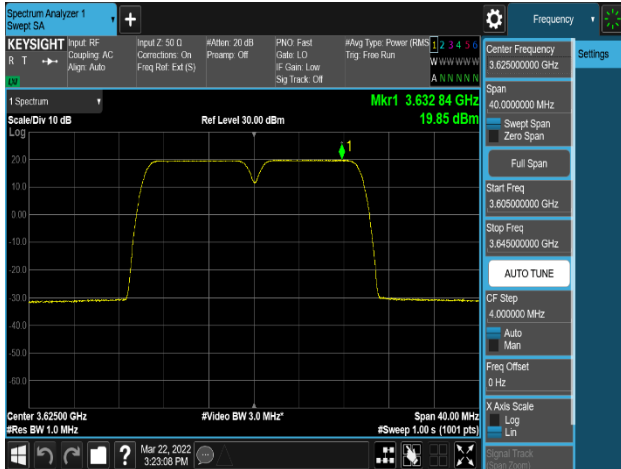 Spectrum Analyzer 1
Swept SA
+
Frequency
KEYSIGHT
R T
LV
Input: RF
Coupling: AC
Align: Auto
Input Z: 50 Ω
Corrections: On
Freq Ref: Ext (S)
#Atten: 20 dB
Preamp: Off
PNO: Fast
Gate: LO
IF Gain: Low
Sig Track: Off
#Avg Type: Power (RMS
Trig: Free Run
1 2 3 4 5 6
W W W W W W
A N N N N N
1 Spectrum
Scale/Div 10 dB
Log
Ref Level 30.00 dBm
Mkr1 3.632 84 GHz
19.85 dBm
1
20.0
10.0
0.00
-10.0
-20.0
-30.0
-40.0
-50.0
-60.0
Center 3.62500 GHz
#Res BW 1.0 MHz
#Video BW 3.0 MHz*
Span 40.00 MHz
#Sweep 1.00 s (1001 pts)
?
Mar 22, 2022
3:23:08 PM
Settings
Center Frequency
3.625000000 GHz
Span
40.0000000 MHz
Swept Span
Zero Span
Full Span
Start Freq
3.605000000 GHz
Stop Freq
3.645000000 GHz
AUTO TUNE
CF Step
4.000000 MHz
Auto
Man
Freq Offset
0 Hz
X Axis Scale
Log
Lin
Signal Track
(Span Zoom)